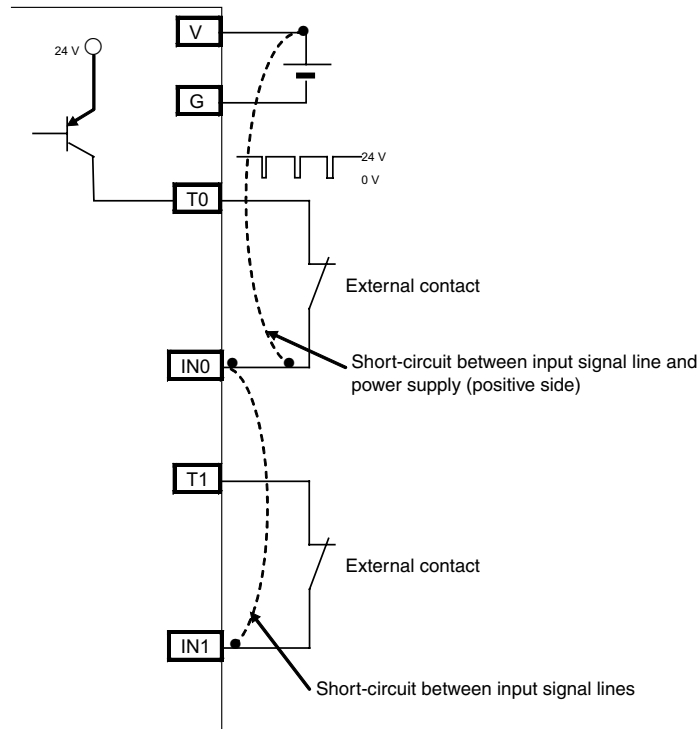 V
24 V
G
24 V
0 V
T0
External contact
Short-circuit between input signal line and
power supply (positive side)
IN0
T1
External contact
IN1
Short-circuit between input signal lines